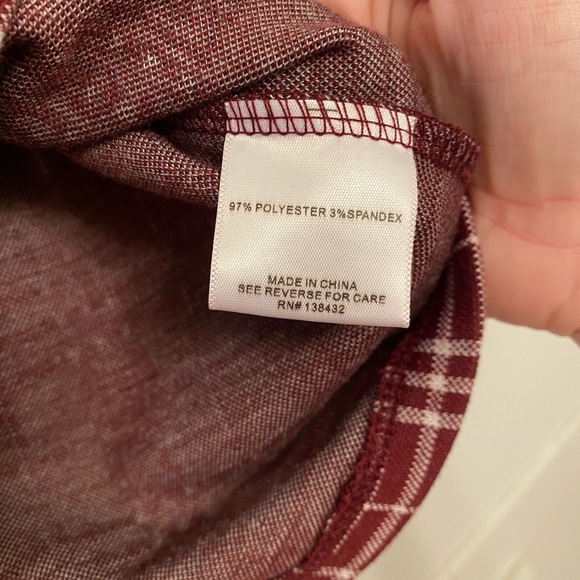 97% POLYESTER 3%SPANDEX
MADE IN CHINA
SEE REVERSE FOR CARE
RN# 138432